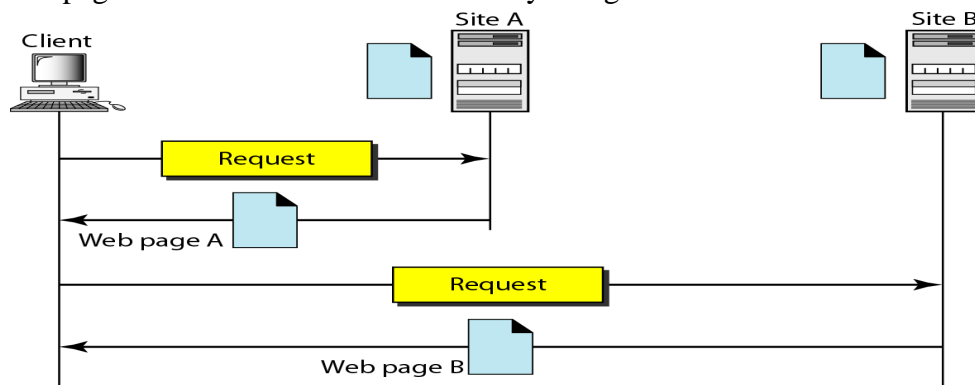 Site A
Site B
Client
Request
Web page A
Request
Web page B